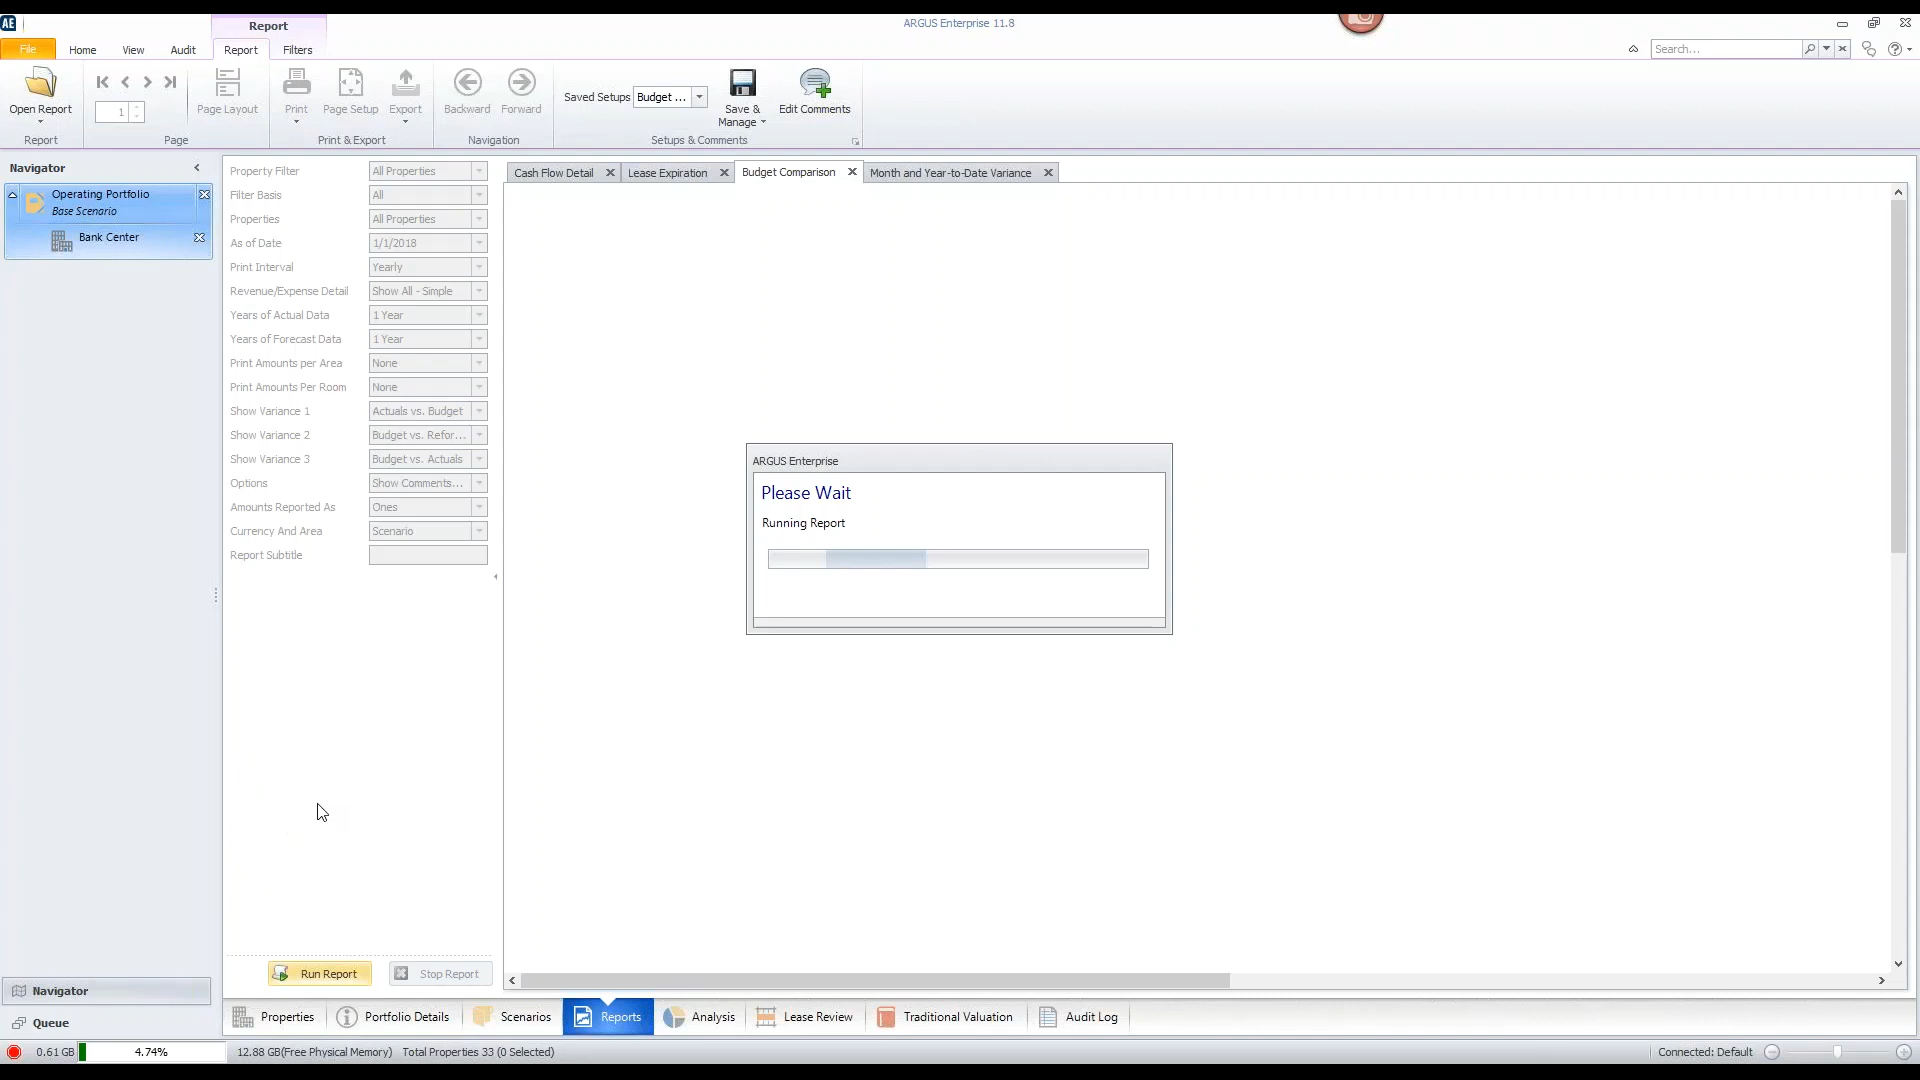 AE
Report
ARGUS Enterprise 11.8
File
Home
View
Audit
Report
Filters
Search...
Open Report
1
Page Layout
Print
Page Setup
Export
Backward
Forward
Saved Setups
Budget ...
Save &
Manage
Edit Comments
Report
Page
Print & Export
Navigation
Setups & Comments
Navigator
Operating Portfolio
Base Scenario
Bank Center
Property Filter
All Properties
Filter Basis
All
Properties
All Properties
As of Date
1/1/2018
Print Interval
Yearly
Revenue/Expense Detail
Show All - Simple
Years of Actual Data
1 Year
Years of Forecast Data
1 Year
Print Amounts per Area
None
Print Amounts Per Room
None
Show Variance 1
Actuals vs. Budget
Show Variance 2
Budget vs. Refor...
Show Variance 3
Budget vs. Actuals
Options
Show Comments...
Amounts Reported As
Ones
Currency And Area
Scenario
Report Subtitle
Cash Flow Detail
Lease Expiration
Budget Comparison
Month and Year-to-Date Variance
ARGUS Enterprise
Please Wait
Running Report
Run Report
Stop Report
Navigator
Queue
Properties
Portfolio Details
Scenarios
Reports
Analysis
Lease Review
Traditional Valuation
Audit Log
0.61 GB
4.74%
12.88 GB(Free Physical Memory)
Total Properties 33 (0 Selected)
Connected: Default